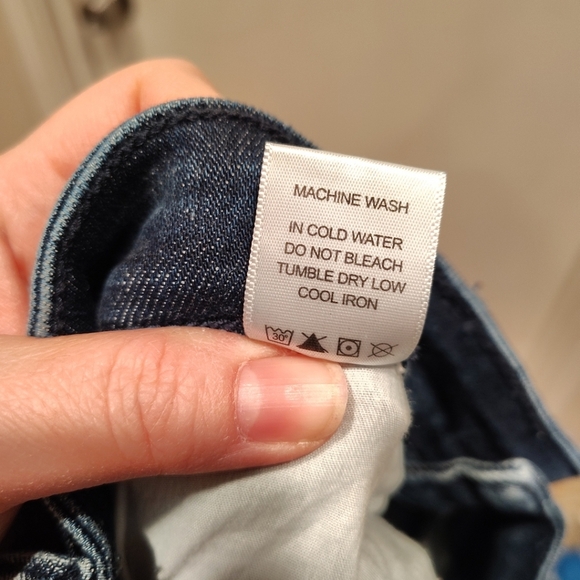 MACHINE WASH
IN COLD WATER
DO NOT BLEACH
TUMBLE DRY LOW
COOL IRON
30°